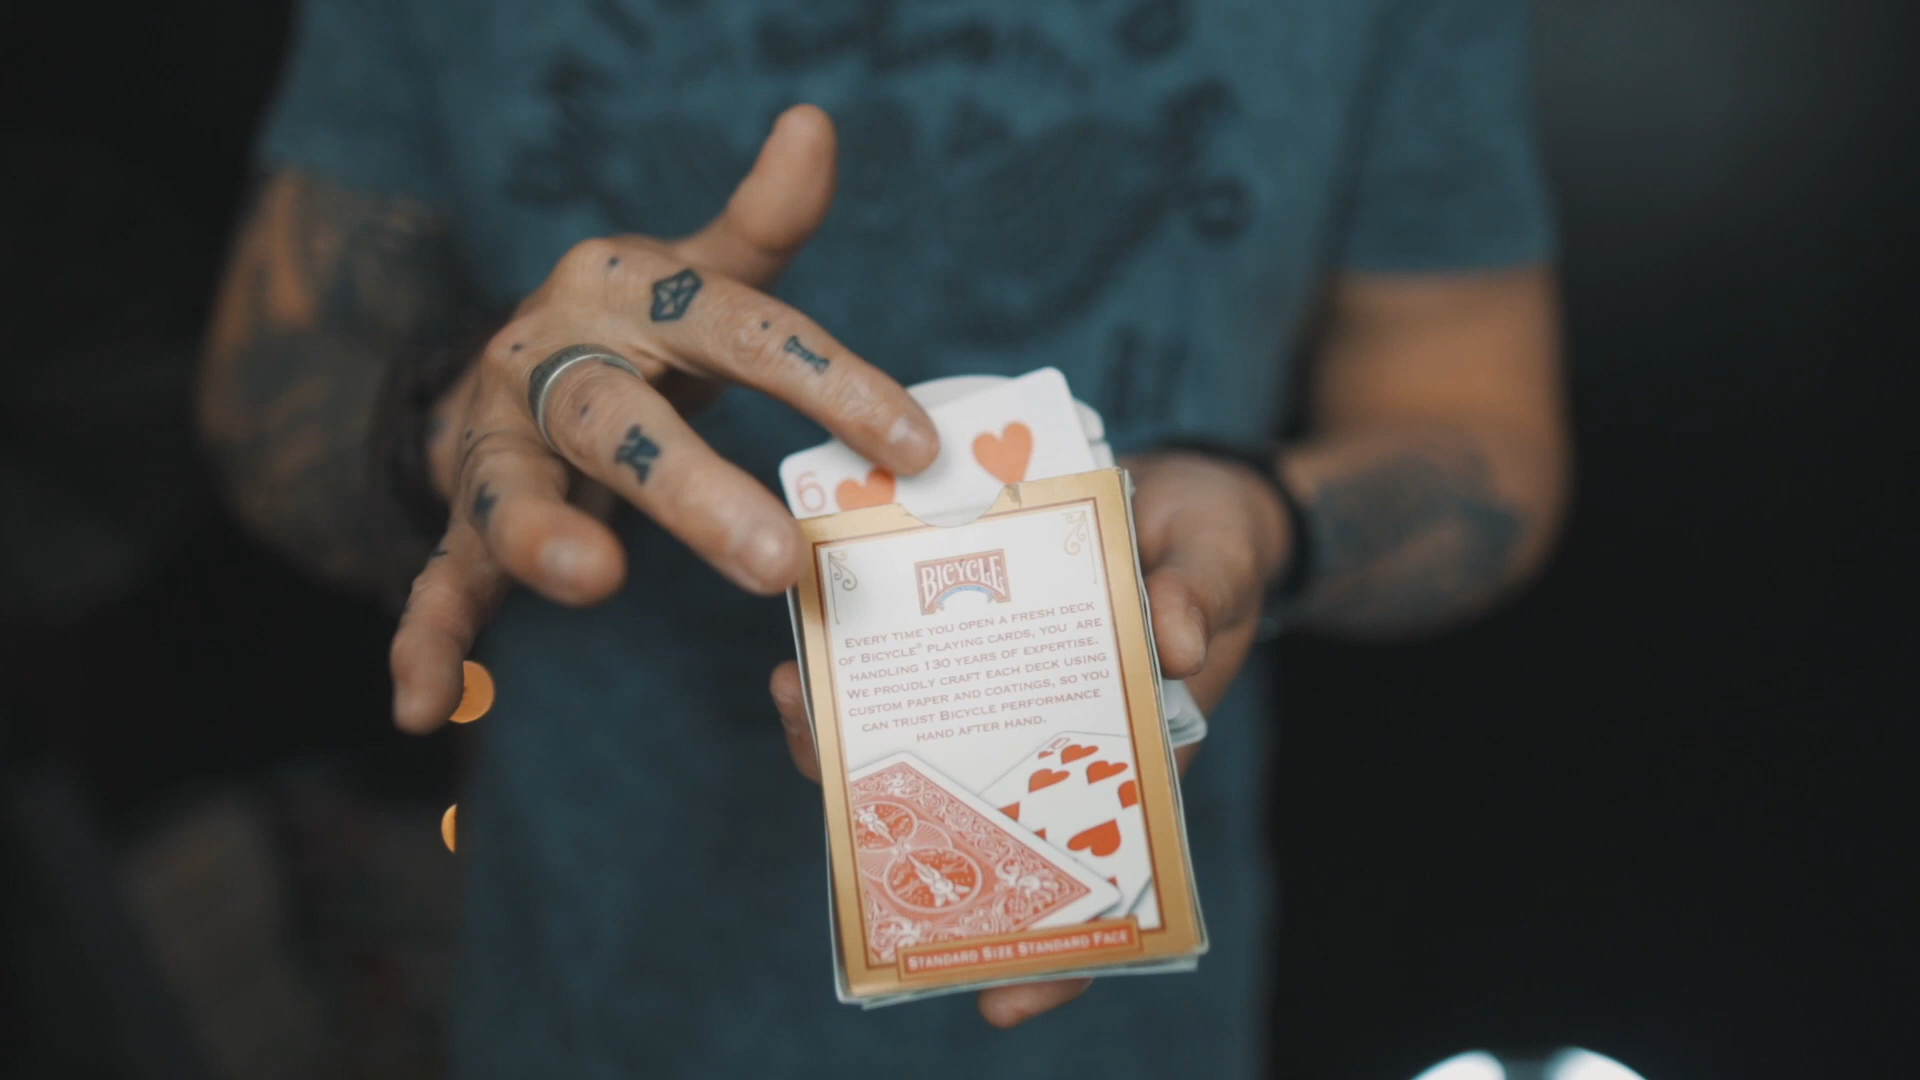 6
BICYCLE
EVERY TIME YOU OPEN A FRESH DECK
OF BICYCLE® PLAYING CARDS, YOU ARE
HANDLING 130 YEARS OF EXPERTISE.
WE PROUDLY CRAFT EACH DECK USING
CUSTOM PAPER AND COATINGS, SO YOU
CAN TRUST BICYCLE PERFORMANCE
HAND AFTER HAND.
STANDARD SIZE STANDARD FACE